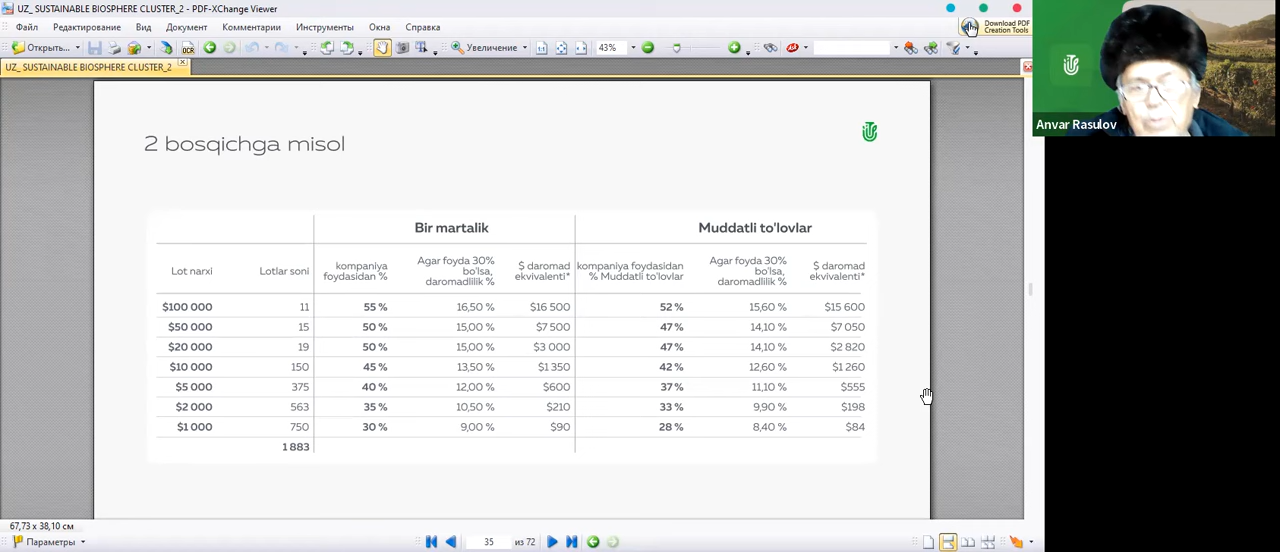 UZ_ SUSTAINABLE BIOSPHERE CLUSTER_2 - PDF-XChange Viewer
Файл Редактирование Вид Документ Комментарии Инструменты Окна Справка
Download PDF
Creation Tools
Открыть... OCR Увеличение 43%
UZ_ SUSTAINABLE BIOSPHERE CLUSTER_2
Anvar Rasulov
2 bosqichga misol
Bir martalik Muddatli to'lovlar
Lot narxi Lotlar soni kompaniya foydasidan % Agar foyda 30% bo'lsa, daromadlilik % $ daromad ekvivalenti* kompaniya foydasidan % Muddatli to'lovlar Agar foyda 30% bo'lsa, daromadlilik % $ daromad ekvivalenti*
$100 000 11 55 % 16,50 % $16 500 52 % 15,60 % $15 600
$50 000 15 50 % 15,00 % $7 500 47 % 14,10 % $7 050
$20 000 19 50 % 15,00 % $3 000 47 % 14,10 % $2 820
$10 000 150 45 % 13,50 % $1 350 42 % 12,60 % $1 260
$5 000 375 40 % 12,00 % $600 37 % 11,10 % $555
$2 000 563 35 % 10,50 % $210 33 % 9,90 % $198
$1 000 750 30 % 9,00 % $90 28 % 8,40 % $84
1 883
67,73 x 38,10 см
Параметры 35 из 72